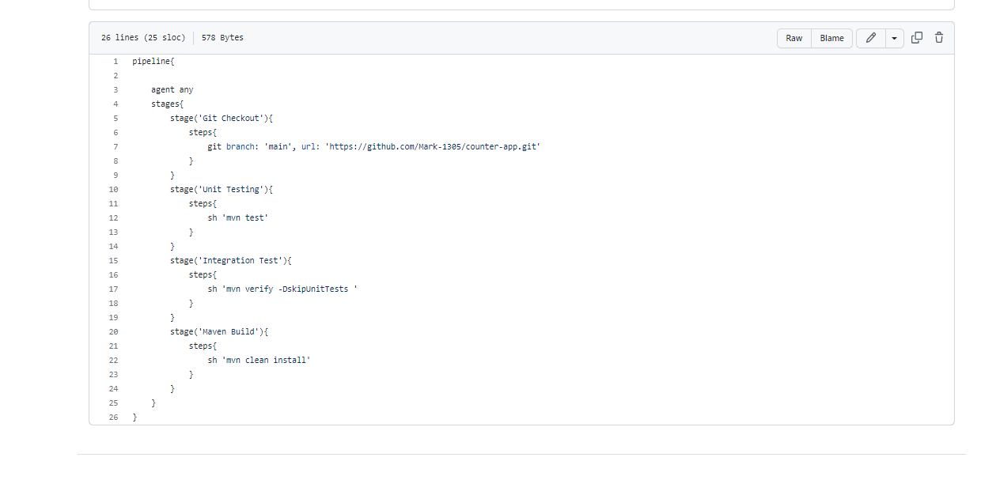 26 lines (25 sloc) 578 Bytes Raw Blame
1 pipeline{
2
3 agent any
4 stages{
5 stage('Git Checkout'){
6 steps{
7 git branch: 'main', url: 'https://github.com/Mark-1305/counter-app.git'
8 }
9 }
10 stage('Unit Testing'){
11 steps{
12 sh 'mvn test'
13 }
14 }
15 stage('Integration Test'){
16 steps{
17 sh 'mvn verify -DskipUnitTests '
18 }
19 }
20 stage('Maven Build'){
21 steps{
22 sh 'mvn clean install'
23 }
24 }
25 }
26 }